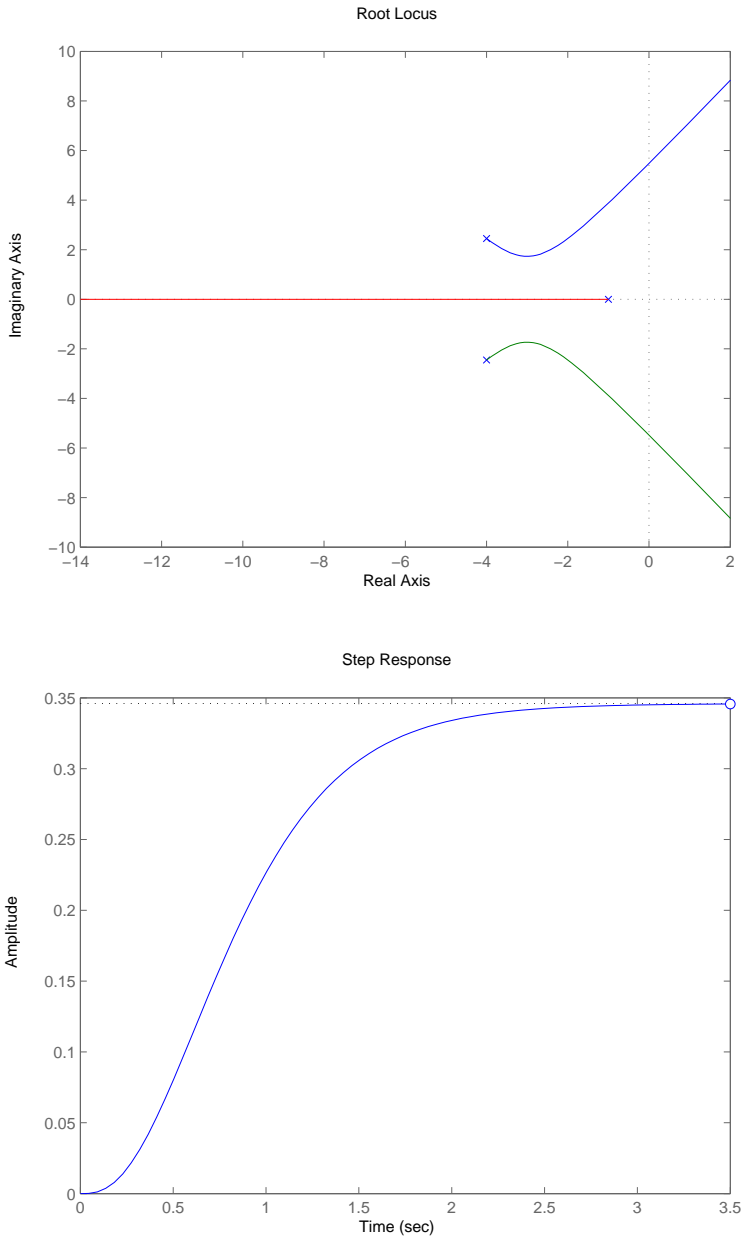 Root Locus
10
8
6
4
2
0
−2
−4
−6
−8
−10
Imaginary Axis
−14 −12 −10 −8 −6 −4 −2 0 2
Real Axis
Step Response
0.35
0.3
0.25
0.2
0.15
0.1
0.05
0
Amplitude
0 0.5 1 1.5 2 2.5 3 3.5
Time (sec)